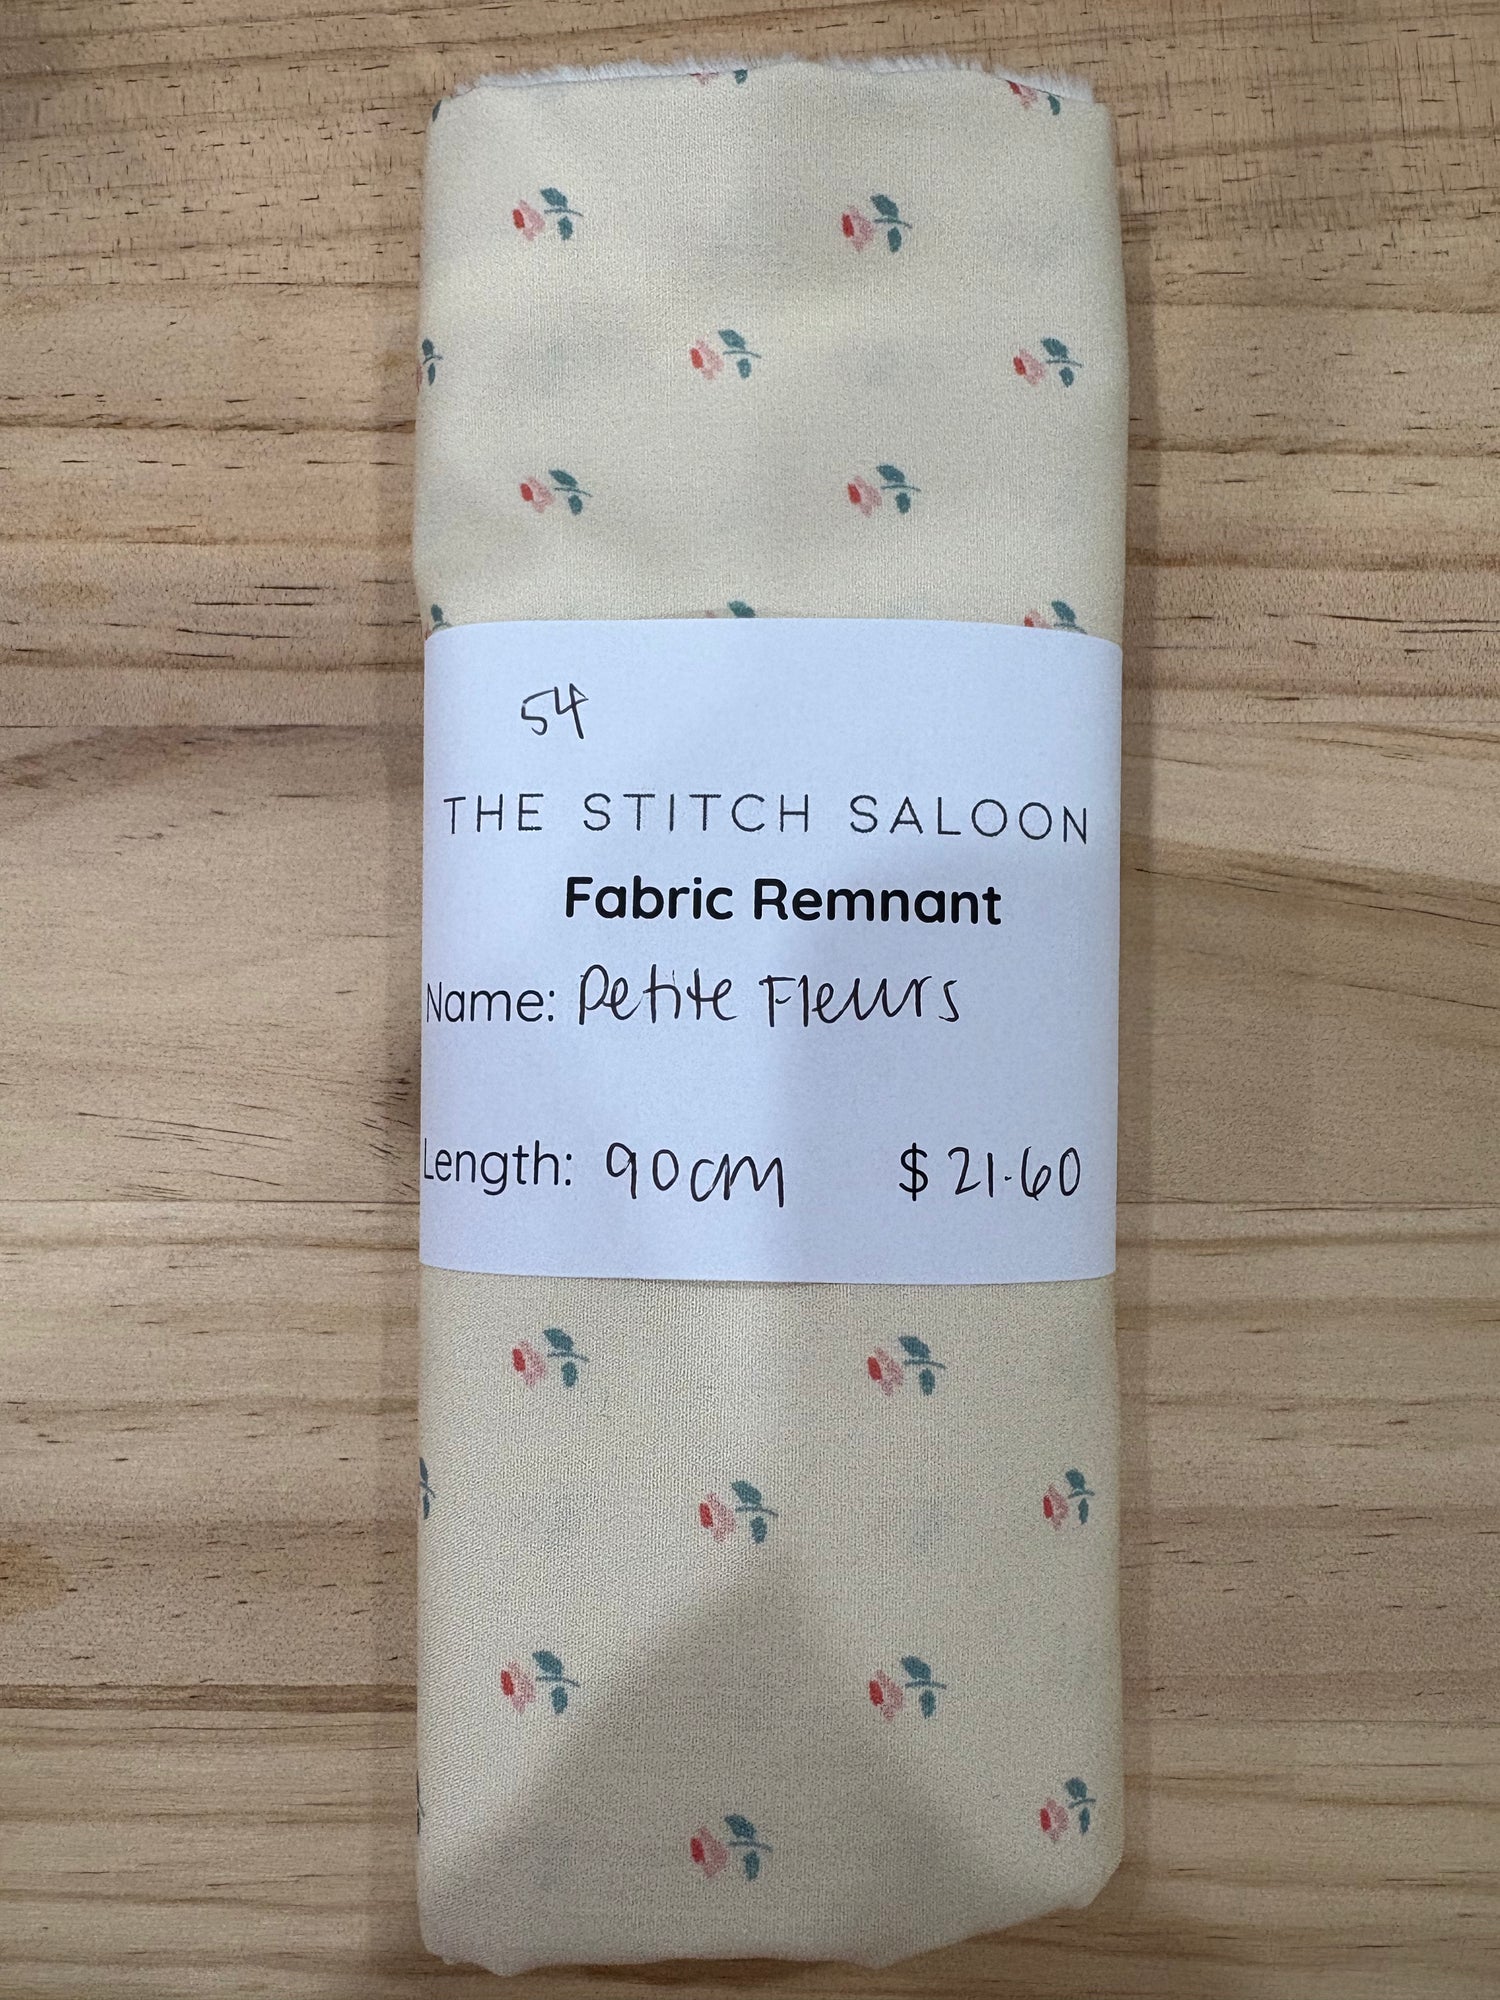 54
THE STITCH SALOON
Fabric Remnant
Name: Petite Fleurs
Length: 90cm $21.60